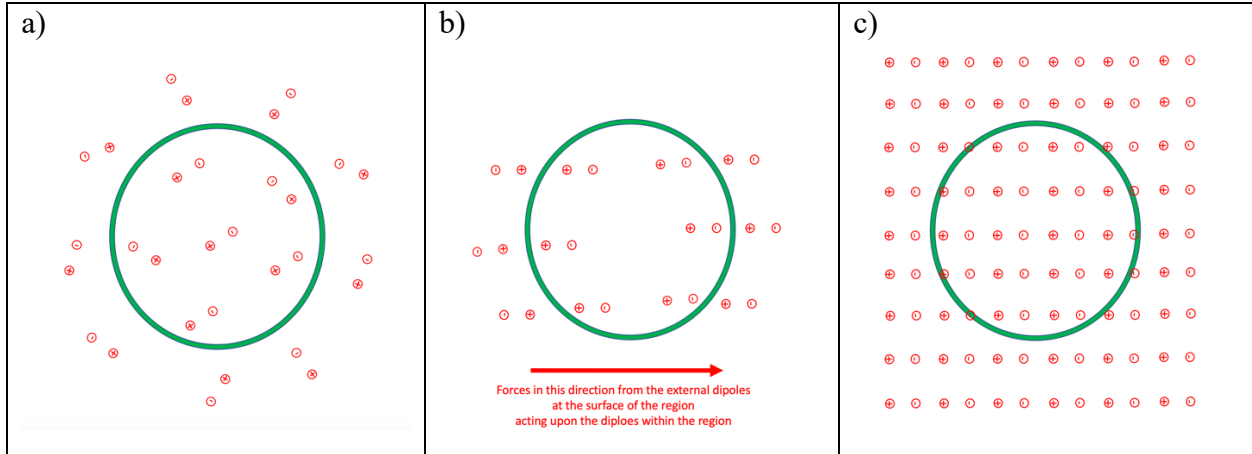 a)
b)
c)
Forces in this direction from the external dipoles
at the surface of the region
acting upon the diploes within the region